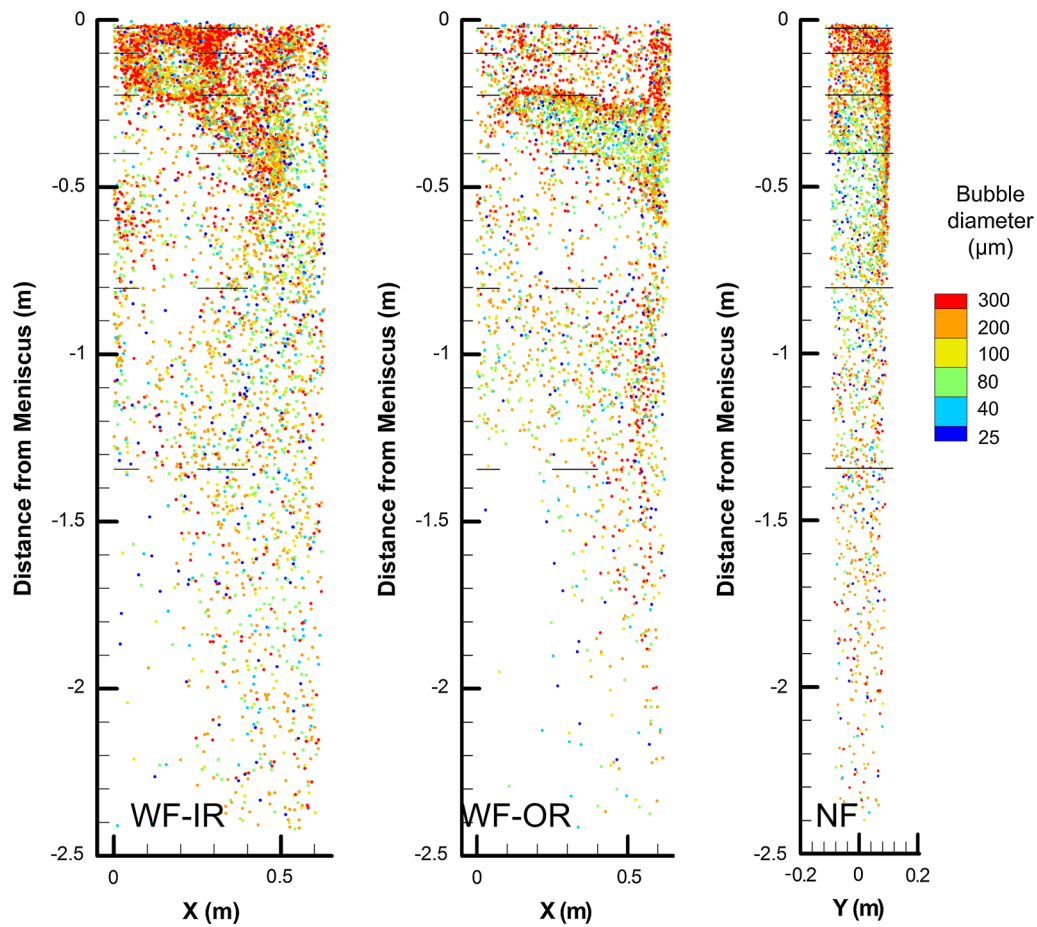 0
-0.5
-1
-1.5
-2
-2.5
Distance from Meniscus (m)
WF-IR
0
0.5
X (m)
0
-0.5
-1
-1.5
-2
-2.5
Distance from Meniscus (m)
WF-OR
0
0.5
X (m)
0
-0.5
-1
-1.5
-2
-2.5
Distance from Meniscus (m)
NF
-0.2
0
0.2
Y (m)
Bubble
diameter
(μm)
300
200
100
80
40
25